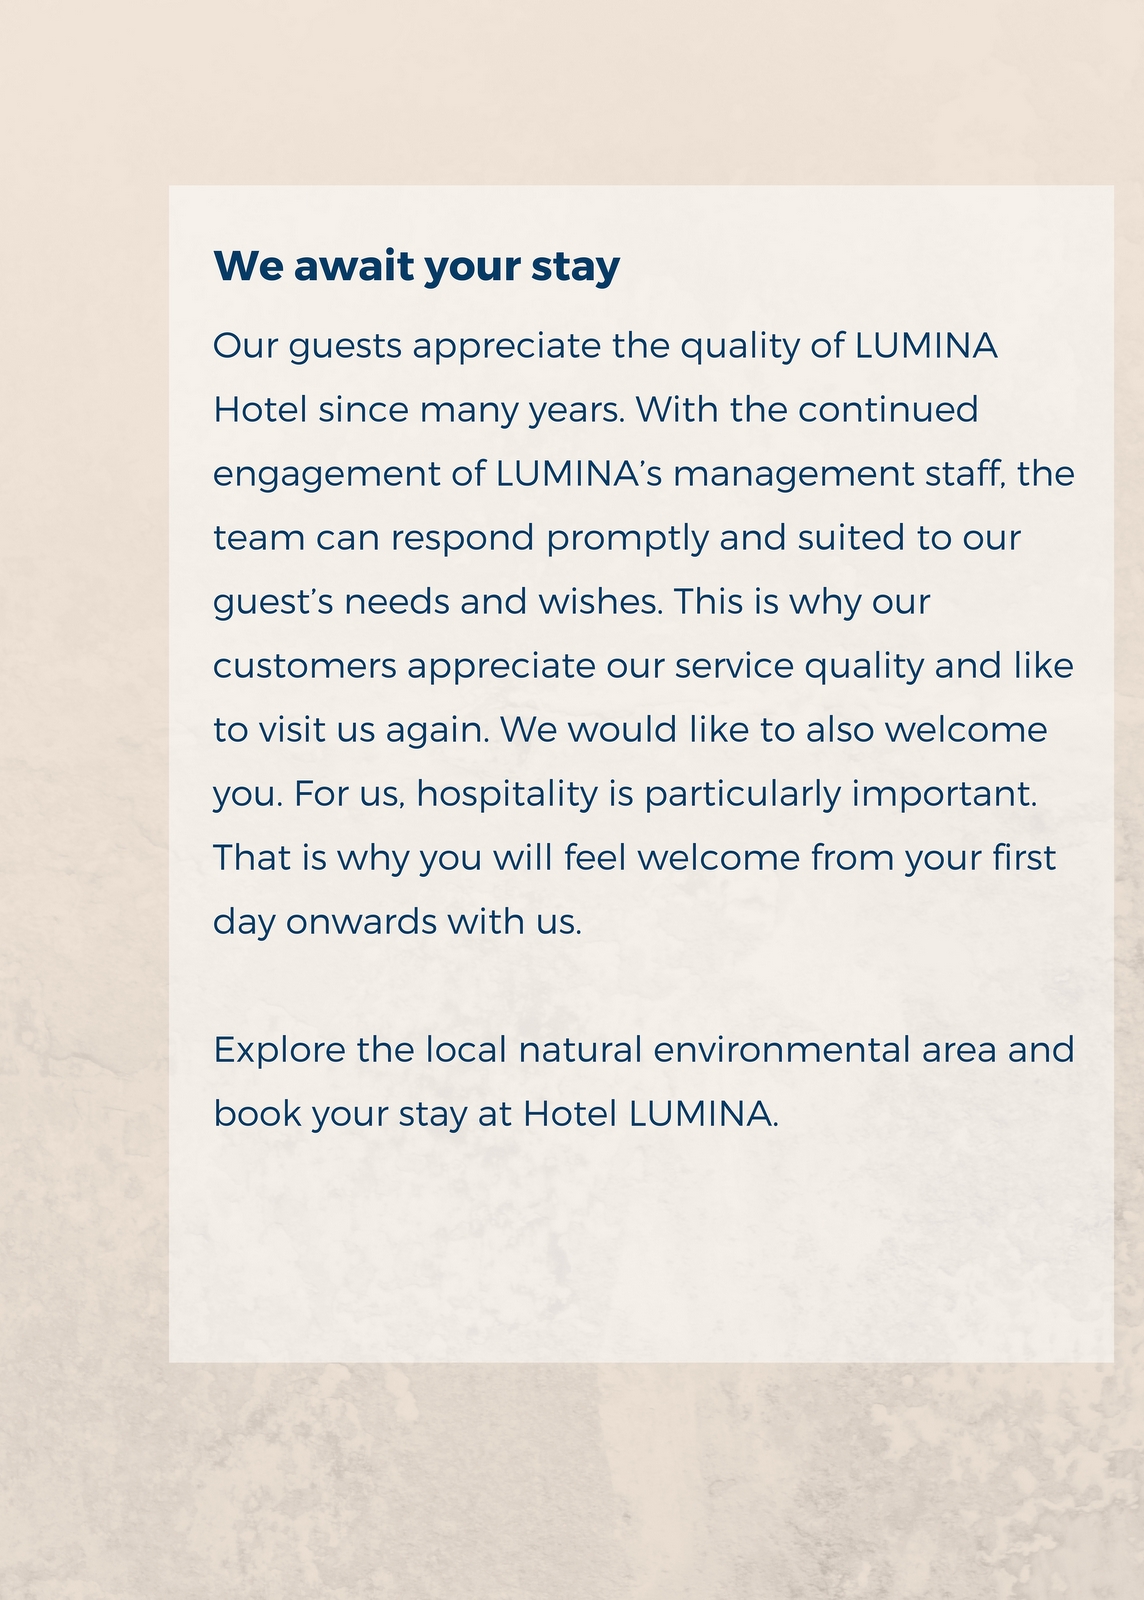 We await your stay
Our guests appreciate the quality of LUMINA
Hotel since many years. With the continued
engagement of LUMINA’s management staff, the
team can respond promptly and suited to our
guest’s needs and wishes. This is why our
customers appreciate our service quality and like
to visit us again. We would like to also welcome
you. For us, hospitality is particularly important.
That is why you will feel welcome from your first
day onwards with us.
Explore the local natural environmental area and
book your stay at Hotel LUMINA.